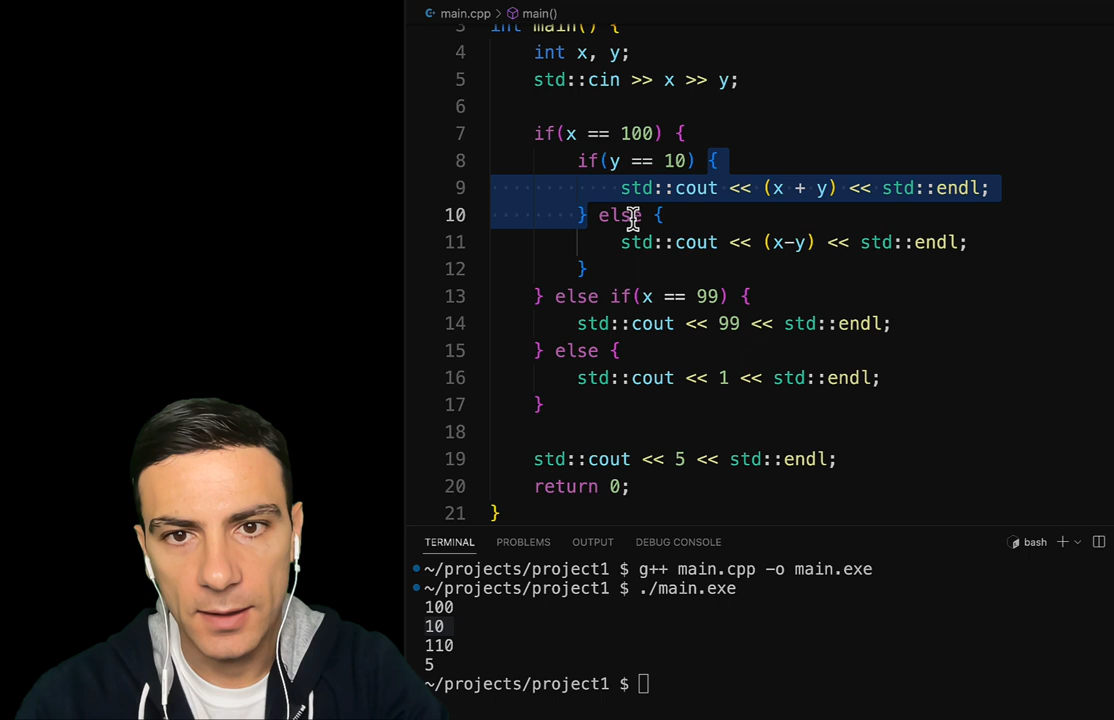 main.cpp > main()
3 int main() {
4 int x, y;
5 std::cin >> x >> y;
6
7 if(x == 100) {
8 if(y == 10) {
9 std::cout << (x + y) << std::endl;
10 } else {
11 std::cout << (x-y) << std::endl;
12 }
13 } else if(x == 99) {
14 std::cout << 99 << std::endl;
15 } else {
16 std::cout << 1 << std::endl;
17 }
18
19 std::cout << 5 << std::endl;
20 return 0;
21 }
TERMINAL PROBLEMS OUTPUT DEBUG CONSOLE bash
~/projects/project1 $ g++ main.cpp -o main.exe
~/projects/project1 $ ./main.exe
100
10
110
5
~/projects/project1 $